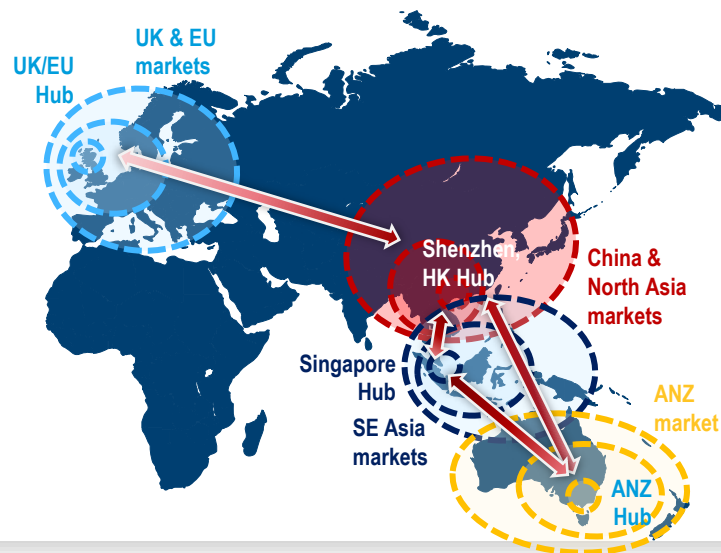 UK & EU
markets
UK/EU
Hub
Shenzhen,
HK Hub
China &
North Asia
markets
Singapore
Hub
SE Asia
markets
ANZ
market
ANZ
Hub